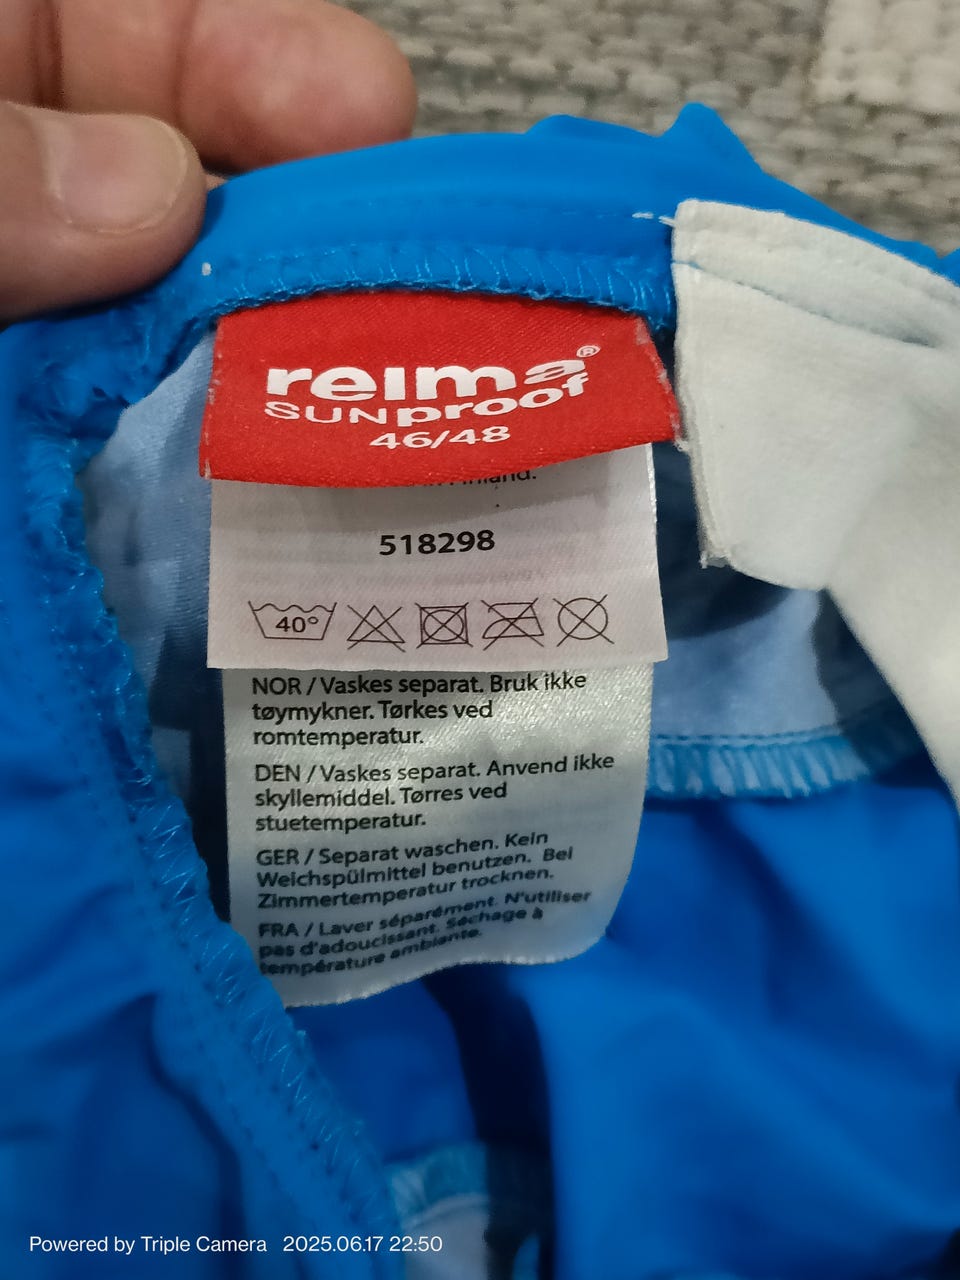 reima®
SUNproof
46/48
518298
40°
NOR / Vaskes separat. Bruk ikke
tøymykner. Tørkes ved
romtemperatur.
DEN / Vaskes separat. Anvend ikke
skyllemiddel. Tørres ved
stuetemperatur.
GER / Separat waschen. Kein
Weichspülmittel benutzen. Bei
Zimmertemperatur trocknen.
FRA / Laver séparément. N'utiliser
pas d'adoucissant. Séchage à
température ambiante.
Powered by Triple Camera 2025.06.17 22:50